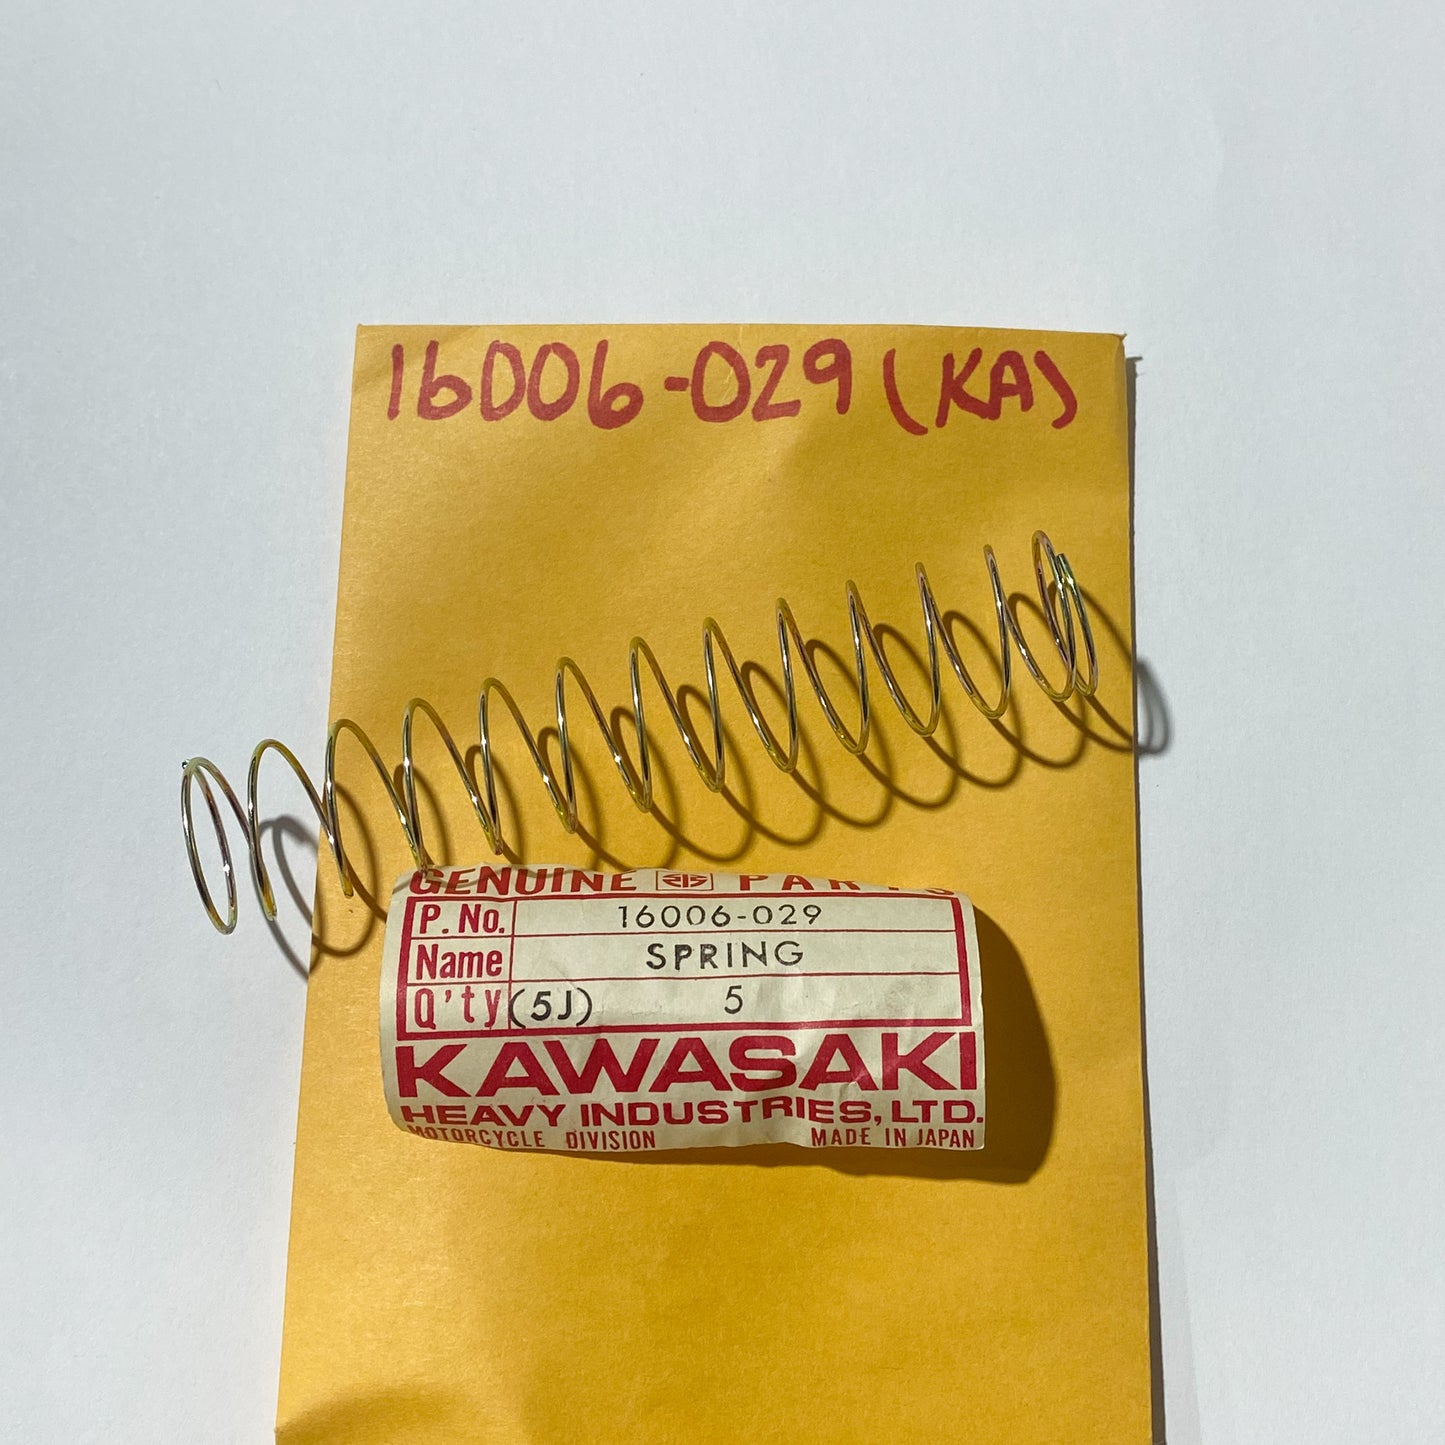 16006-029 (KA)
GENUINE PARTS
P. No. 16006-029
Name SPRING
Q'ty (5J) 5
KAWASAKI
HEAVY INDUSTRIES, LTD.
MOTORCYCLE DIVISION MADE IN JAPAN